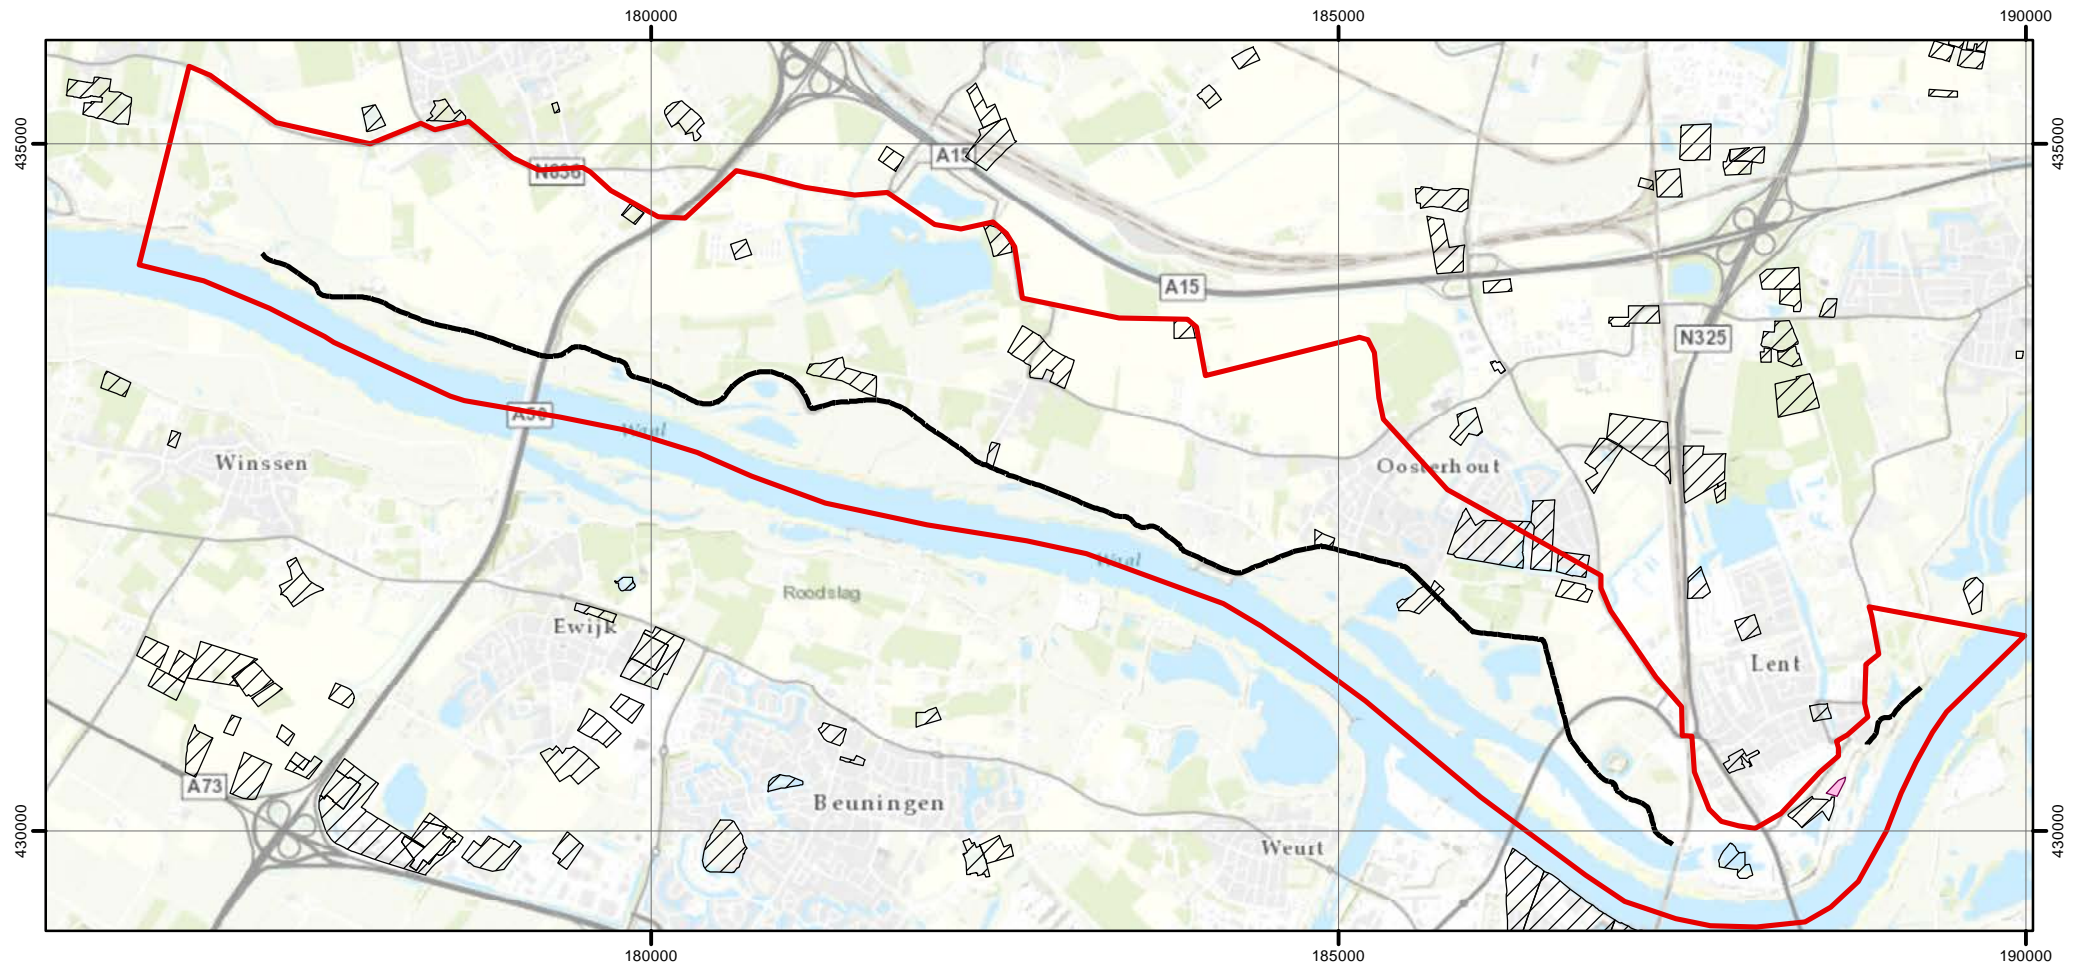 180000
185000
190000
435000
435000
A15
N836
A15
N325
A50
Waal
Winssen
Oosterhout
Waal
Roodslag
Ewijk
Lent
A73
Beuningen
Weurt
430000
430000
180000
185000
190000